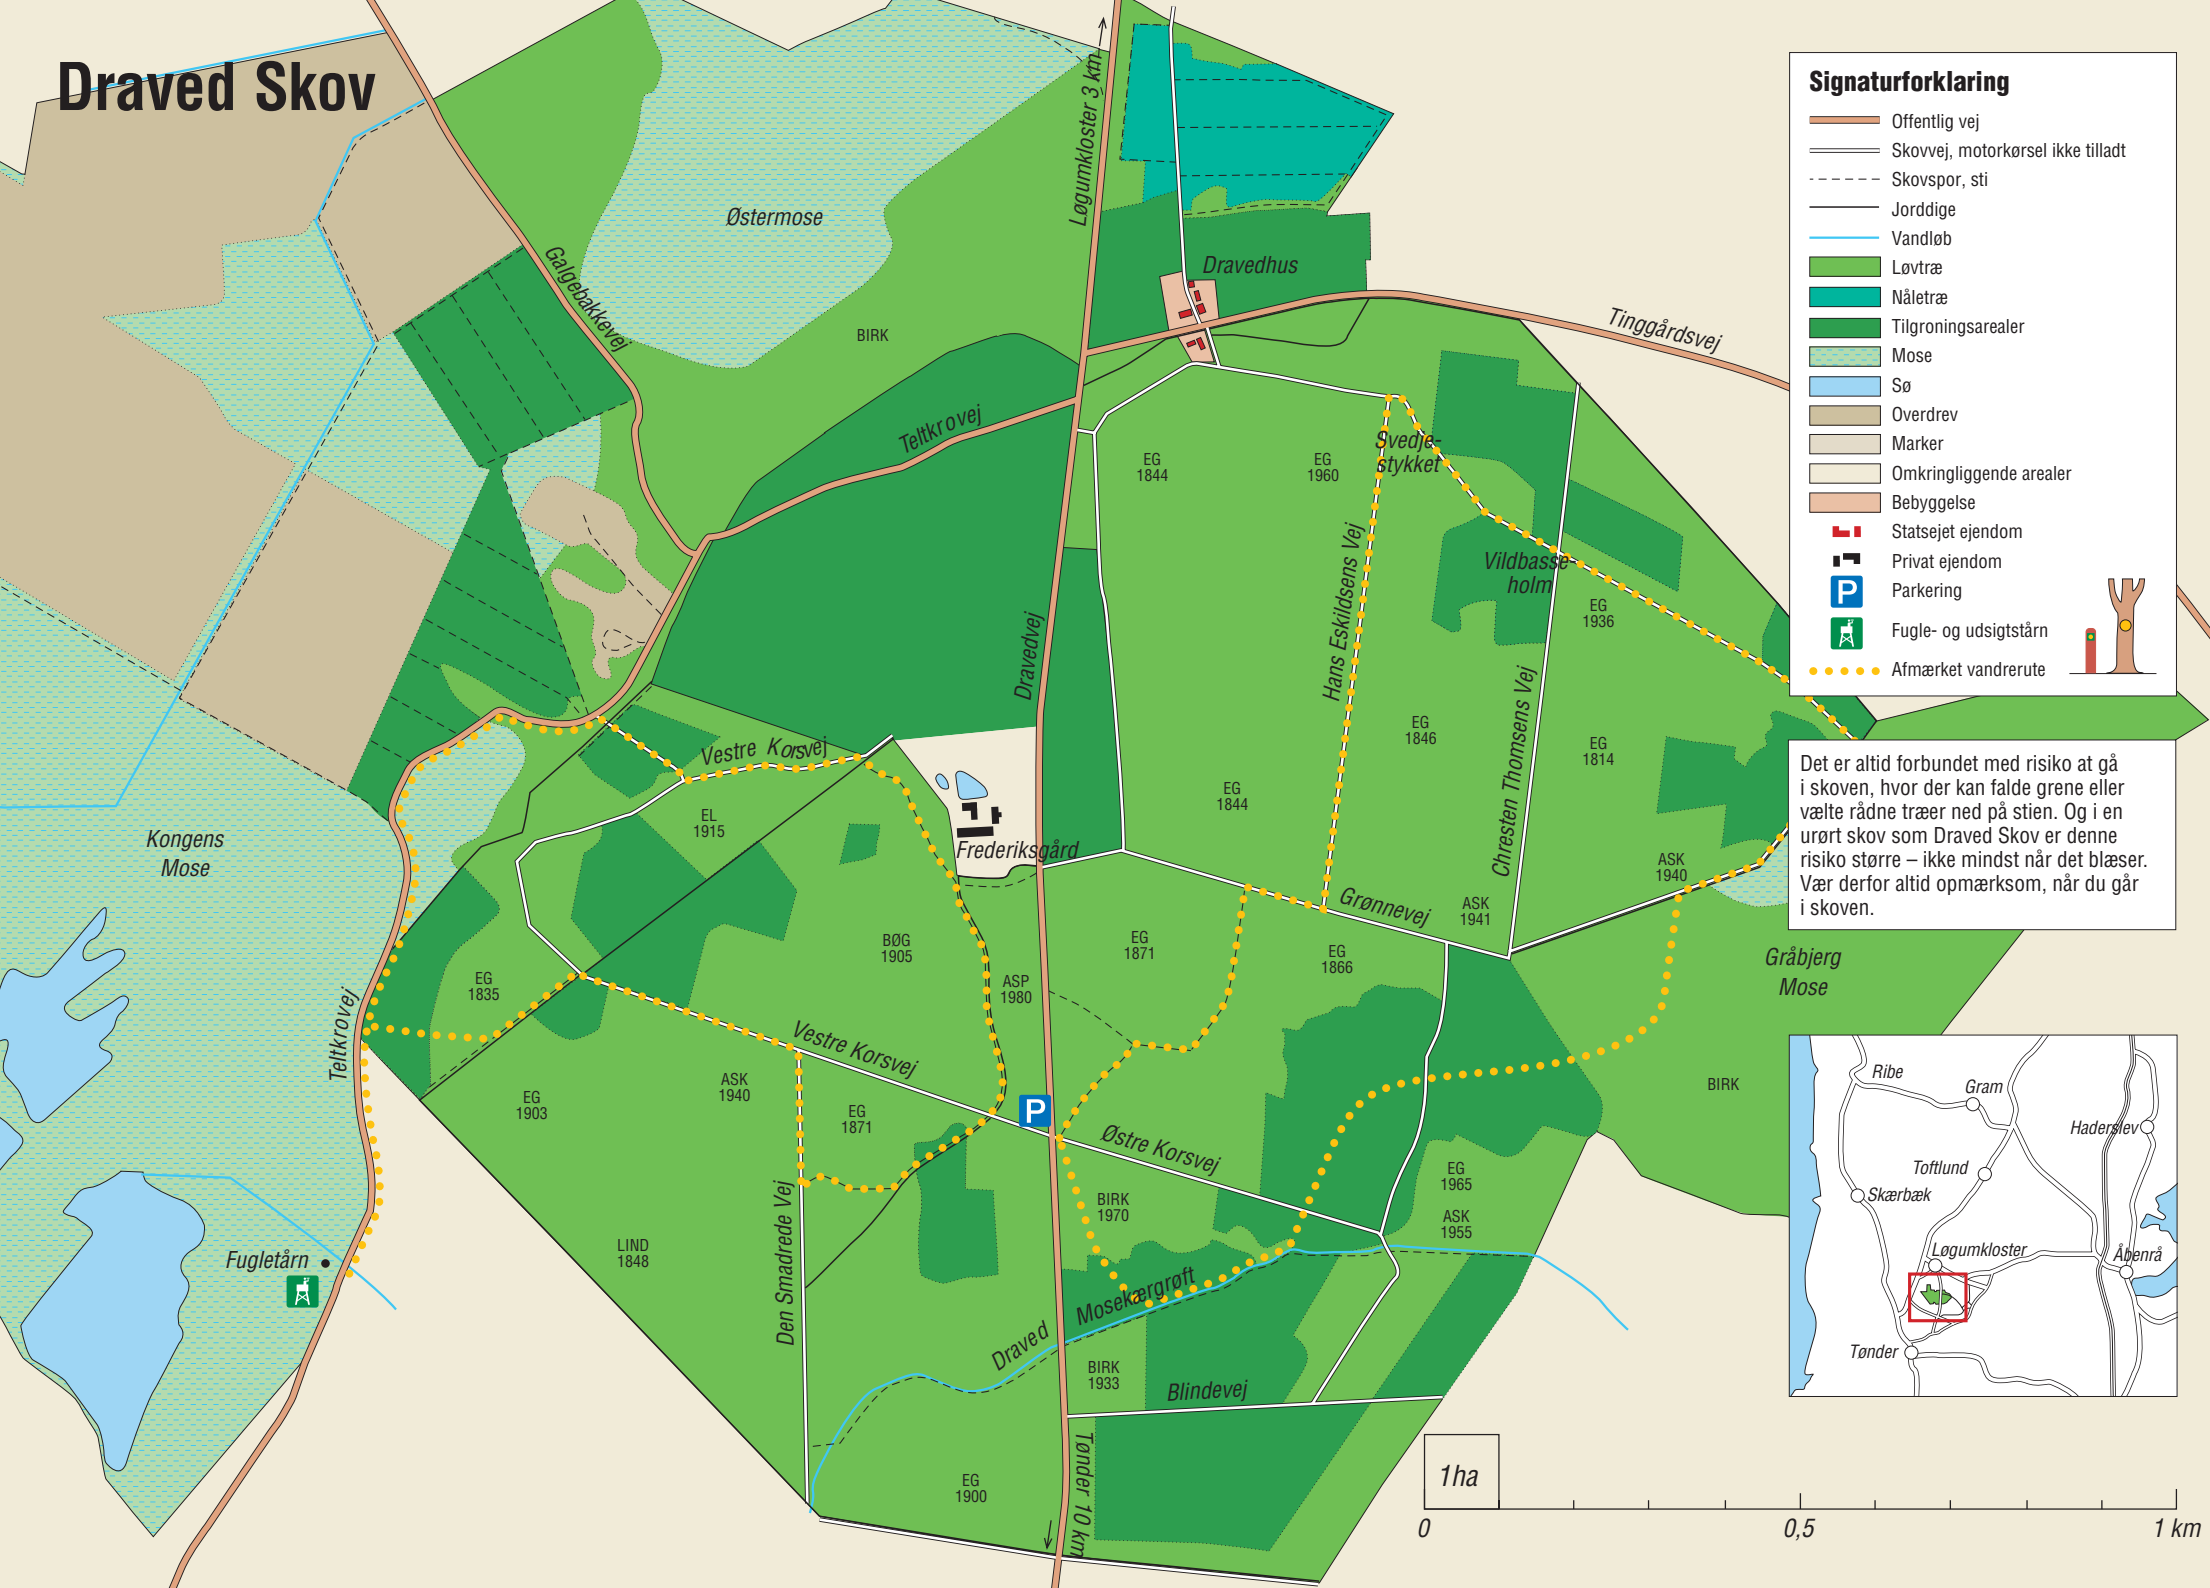 Draved Skov
Løgumkloster 3 km
Østermose
Dravedhus
Galgebakkevej
BIRK
Tinggårdsvej
Teltkrovej
Svedje-
stykket
EG
1844
EG
1960
Hans Eskildsens Vej
Vildbasse-
holm
EG
1936
Dravedvej
Chresten Thomsens Vej
EG
1846
EG
1814
Vestre Korsvej
EL
1915
EG
1844
Kongens
Mose
Frederiksgård
ASK
1940
Grønnevej
ASK
1941
BØG
1905
EG
1871
EG
1866
EG
1835
ASP
1980
Gråbjerg
Mose
Teltkrovej
Vestre Korsvej
ASK
1940
EG
1903
EG
1871
P
BIRK
Østre Korsvej
EG
1965
BIRK
1970
ASK
1955
Den Smadrede Vej
LIND
1848
Fugletårn
Draved Mosekærgrøft
BIRK
1933
Blindevej
EG
1900
Tønder 10 km
Signaturforklaring
Offentlig vej
Skovvej, motorkørsel ikke tilladt
Skovspor, sti
Jorddige
Vandløb
Løvtræ
Nåletræ
Tilgroningsarealer
Mose
Sø
Overdrev
Marker
Omkringliggende arealer
Bebyggelse
Statsejet ejendom
Privat ejendom
P Parkering
Fugle- og udsigtstårn
Afmærket vandrerute
Det er altid forbundet med risiko at gå
i skoven, hvor der kan falde grene eller
vælte rådne træer ned på stien. Og i en
urørt skov som Draved Skov er denne
risiko større – ikke mindst når det blæser.
Vær derfor altid opmærksom, når du går
i skoven.
Ribe
Gram
Haderslev
Toftlund
Skærbæk
Løgumkloster
Åbenrå
Tønder
1ha
0 0,5 1 km